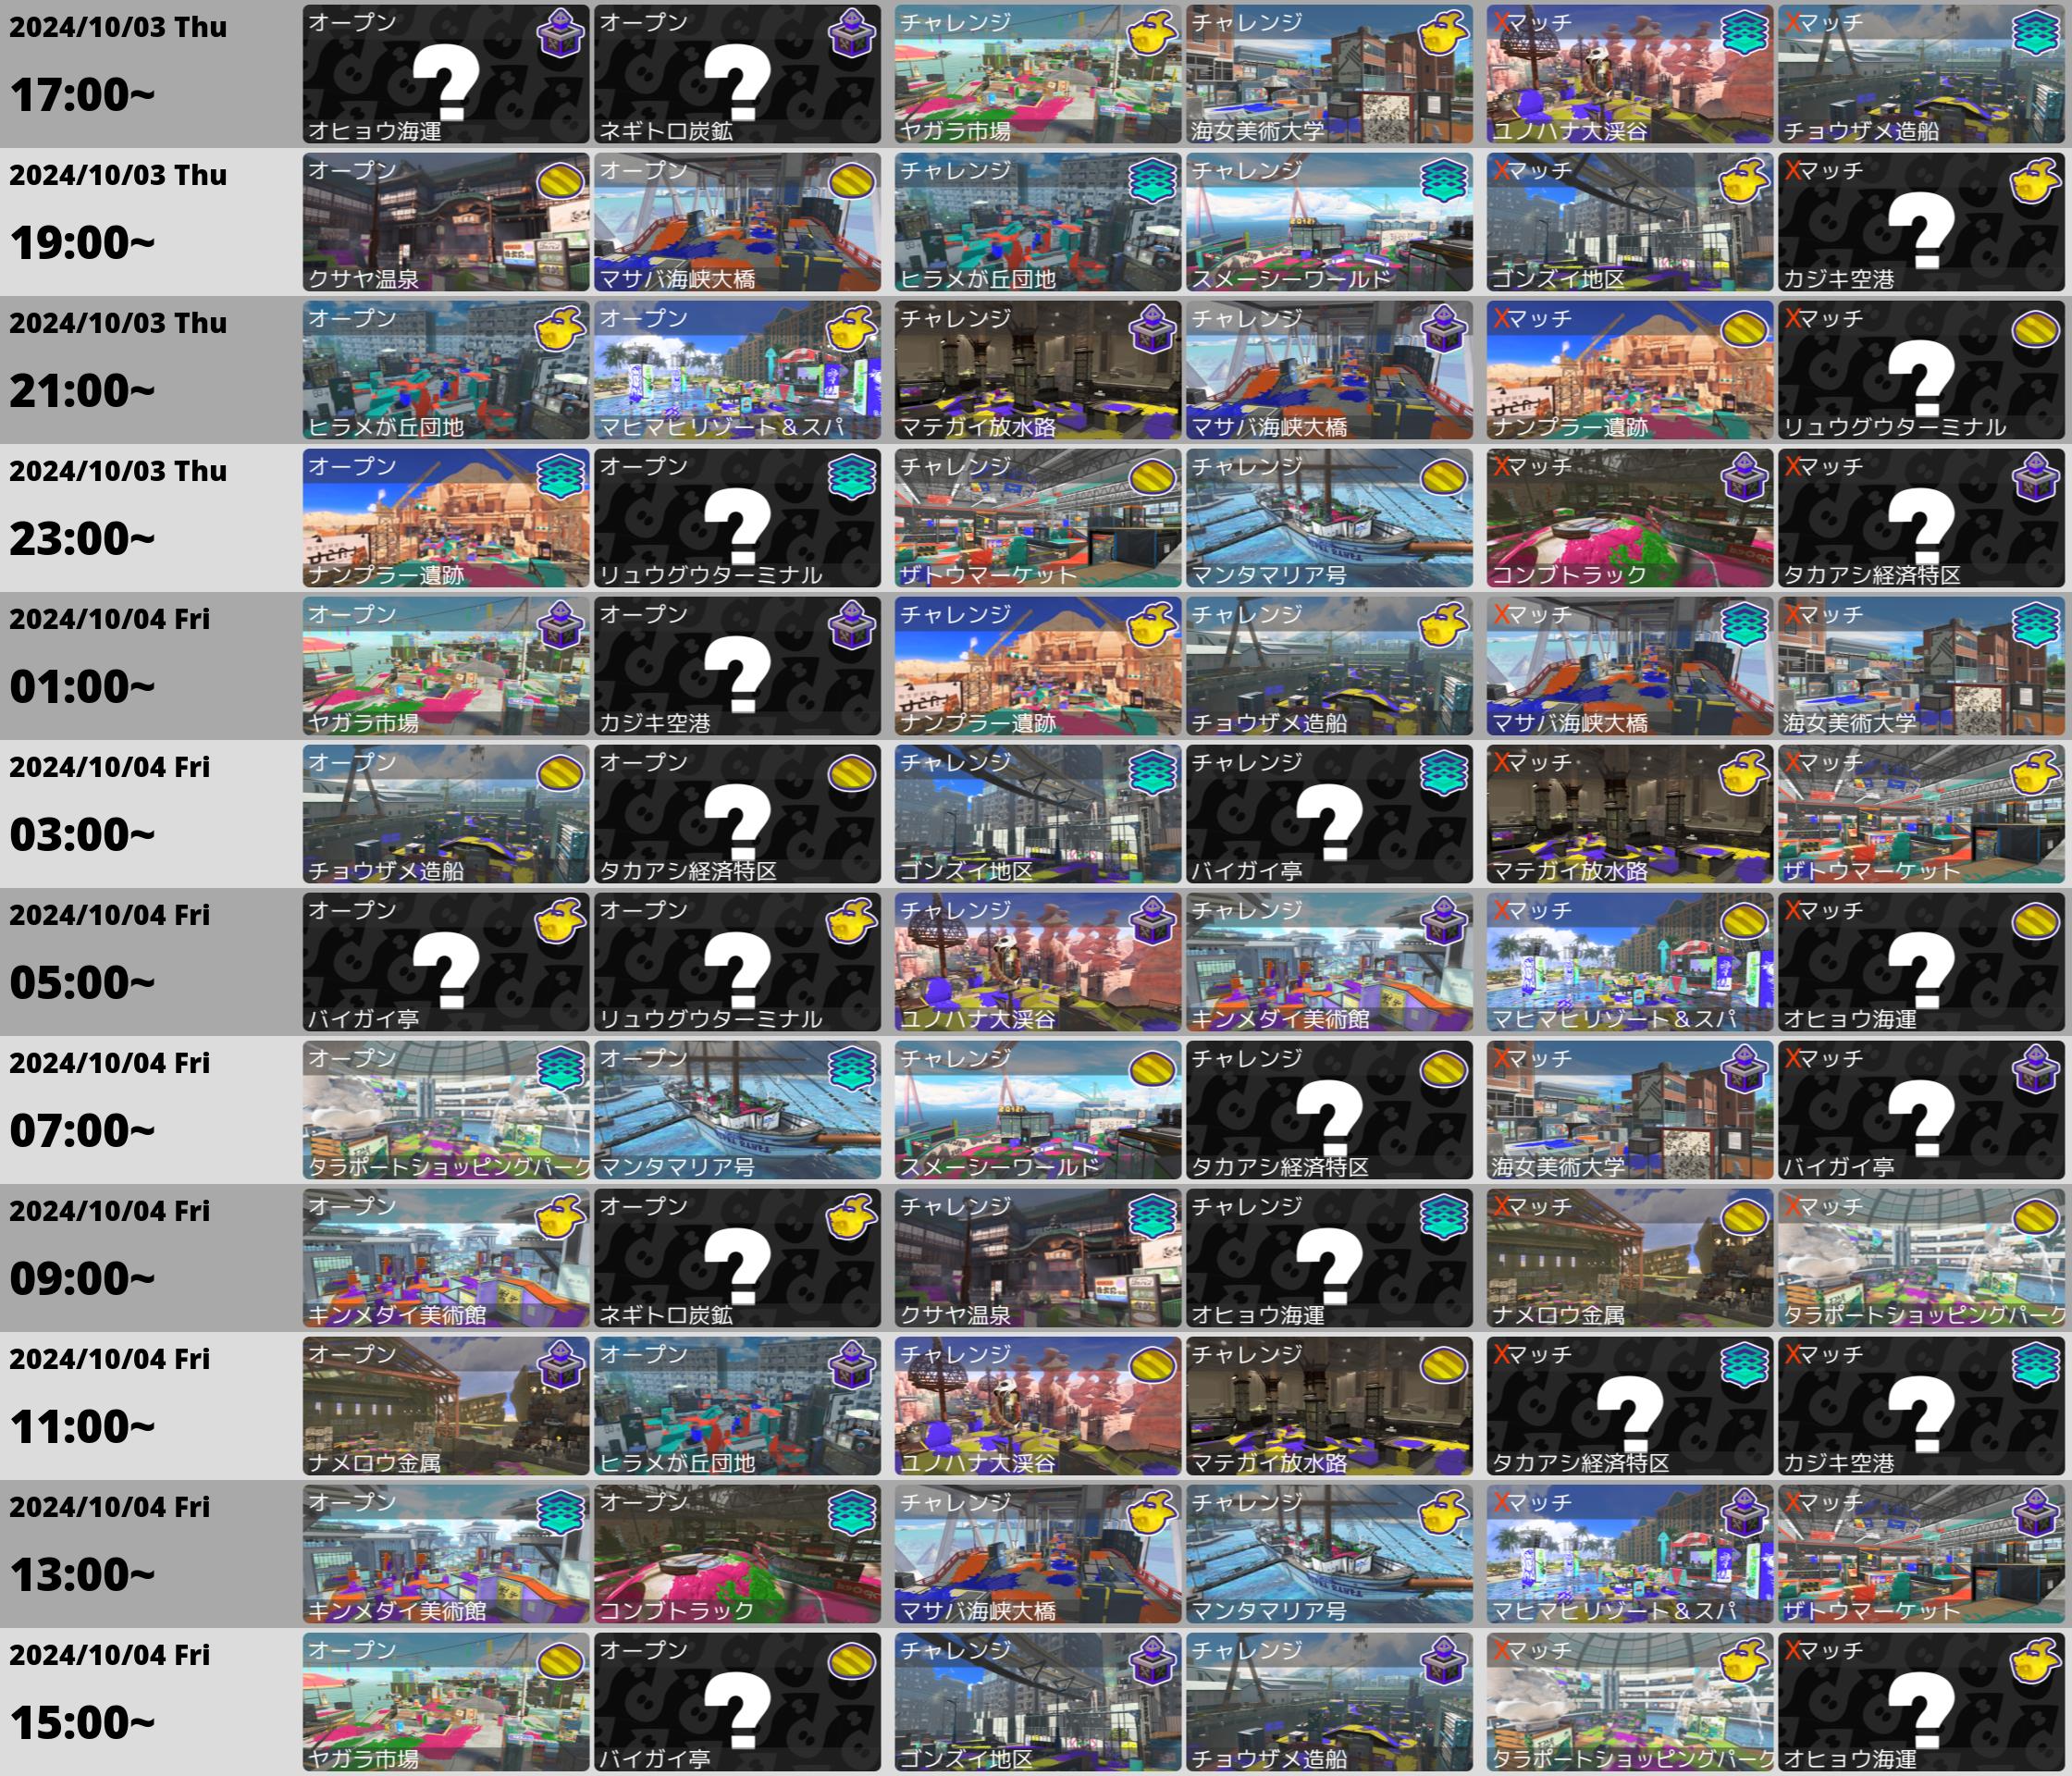 2024/10/03 Thu
17:00~
オープン
オヒョウ海運
オープン
ネギトロ炭鉱
チャレンジ
ヤガラ市場
チャレンジ
海女美術大学
Xマッチ
ユノハナ大渓谷
Xマッチ
チョウザメ造船
2024/10/03 Thu
19:00~
オープン
クサヤ温泉
オープン
マサバ海峡大橋
チャレンジ
ヒラメが丘団地
チャレンジ
スメーシーワールド
Xマッチ
ゴンズイ地区
Xマッチ
カジキ空港
2024/10/03 Thu
21:00~
オープン
ヒラメが丘団地
オープン
マヒマヒリゾート＆スパ
チャレンジ
マテガイ放水路
チャレンジ
マサバ海峡大橋
Xマッチ
ナンプラー遺跡
Xマッチ
リュウグウターミナル
2024/10/03 Thu
23:00~
オープン
ナンプラー遺跡
オープン
リュウグウターミナル
チャレンジ
ザトウマーケット
チャレンジ
マンタマリア号
Xマッチ
コンブトラック
Xマッチ
タカアシ経済特区
2024/10/04 Fri
01:00~
オープン
ヤガラ市場
オープン
カジキ空港
チャレンジ
ナンプラー遺跡
チャレンジ
チョウザメ造船
Xマッチ
マサバ海峡大橋
Xマッチ
海女美術大学
2024/10/04 Fri
03:00~
オープン
チョウザメ造船
オープン
タカアシ経済特区
チャレンジ
ゴンズイ地区
チャレンジ
バイガイ亭
Xマッチ
マテガイ放水路
Xマッチ
ザトウマーケット
2024/10/04 Fri
05:00~
オープン
バイガイ亭
オープン
リュウグウターミナル
チャレンジ
ユノハナ大渓谷
チャレンジ
キンメダイ美術館
Xマッチ
マヒマヒリゾート＆スパ
Xマッチ
オヒョウ海運
2024/10/04 Fri
07:00~
オープン
タラポートショッピングパーク
オープン
マンタマリア号
チャレンジ
スメーシーワールド
チャレンジ
タカアシ経済特区
Xマッチ
海女美術大学
Xマッチ
バイガイ亭
2024/10/04 Fri
09:00~
オープン
キンメダイ美術館
オープン
ネギトロ炭鉱
チャレンジ
クサヤ温泉
チャレンジ
オヒョウ海運
Xマッチ
ナメロウ金属
Xマッチ
タラポートショッピングパーク
2024/10/04 Fri
11:00~
オープン
ナメロウ金属
オープン
ヒラメが丘団地
チャレンジ
ユノハナ大渓谷
チャレンジ
マテガイ放水路
Xマッチ
タカアシ経済特区
Xマッチ
カジキ空港
2024/10/04 Fri
13:00~
オープン
キンメダイ美術館
オープン
コンブトラック
チャレンジ
マサバ海峡大橋
チャレンジ
マンタマリア号
Xマッチ
マヒマヒリゾート＆スパ
Xマッチ
ザトウマーケット
2024/10/04 Fri
15:00~
オープン
ヤガラ市場
オープン
バイガイ亭
チャレンジ
ゴンズイ地区
チャレンジ
チョウザメ造船
Xマッチ
タラポートショッピングパーク
Xマッチ
オヒョウ海運